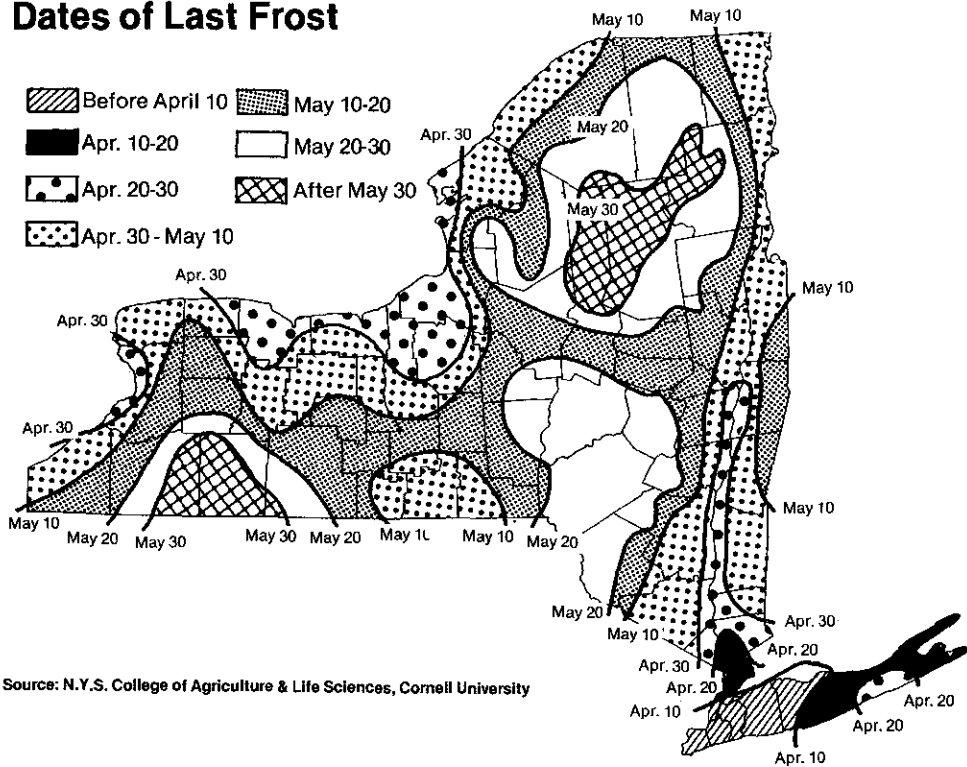 Dates of Last Frost
Before April 10
May 10-20
Apr. 10-20
May 20-30
Apr. 20-30
After May 30
Apr. 30 - May 10
May 10
May 10
May 20
Apr. 30
May 30
Apr. 30
May 10
Apr. 30
Apr. 30
May 10
May 20
May 30
May 30
May 20
May 10
May 20
May 10
May 20
May 10
Apr. 30
Apr. 20
Apr. 30
Apr. 20
Apr. 10
Apr. 20
Apr. 20
Apr. 10
Source: N.Y.S. College of Agriculture & Life Sciences, Cornell University